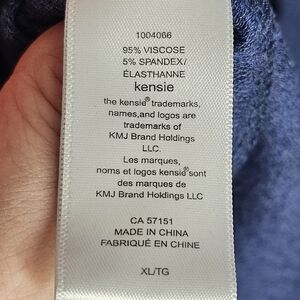 1004066
95% VISCOSE
5% SPANDEX/
ÉLASTHANNE
kensie
the kensie® trademarks,
names,and logos are
trademarks of
KMJ Brand Holdings
LLC.
Les marques,
noms et logos kensie®sont
des marques de
KMJ Brand Holdings LLC
CA 57151
MADE IN CHINA
FABRIQUÉ EN CHINE
XL/TG